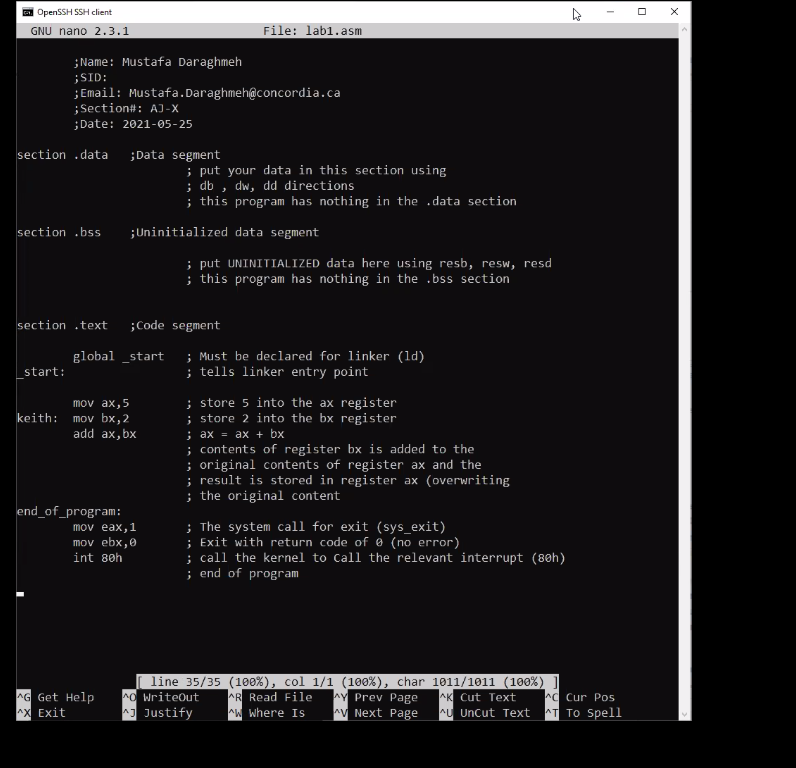 OpenSSH SSH client
GNU nano 2.3.1 File: lab1.asm
;Name: Mustafa Daraghmeh
;SID:
;Email: Mustafa.Daraghmeh@concordia.ca
;Section#: AJ-X
;Date: 2021-05-25
section .data ;Data segment
; put your data in this section using
; db , dw, dd directions
; this program has nothing in the .data section
section .bss ;Uninitialized data segment
; put UNINITIALIZED data here using resb, resw, resd
; this program has nothing in the .bss section
section .text ;Code segment
global _start ; Must be declared for linker (ld)
_start: ; tells linker entry point
mov ax,5 ; store 5 into the ax register
keith: mov bx,2 ; store 2 into the bx register
add ax,bx ; ax = ax + bx
; contents of register bx is added to the
; original contents of register ax and the
; result is stored in register ax (overwriting
; the original content
end_of_program:
mov eax,1 ; The system call for exit (sys_exit)
mov ebx,0 ; Exit with return code of 0 (no error)
int 80h ; call the kernel to Call the relevant interrupt (80h)
; end of program
[ line 35/35 (100%), col 1/1 (100%), char 1011/1011 (100%) ]
^G Get Help ^O WriteOut ^R Read File ^Y Prev Page ^K Cut Text ^C Cur Pos
^X Exit ^J Justify ^W Where Is ^V Next Page ^U UnCut Text ^T To Spell